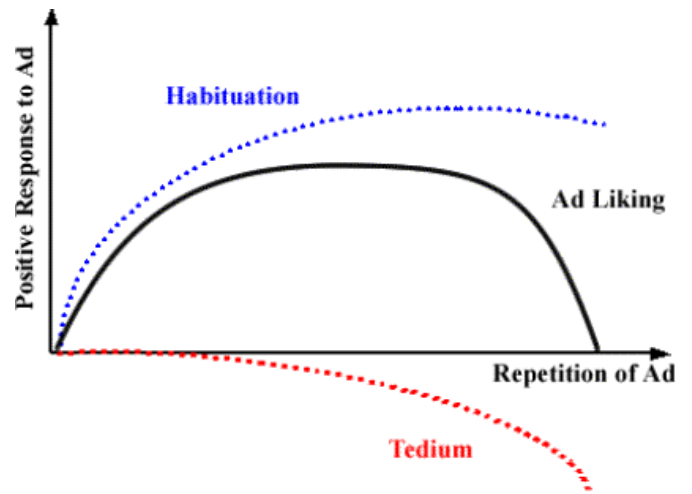 Positive Response to Ad
Habituation
Ad Liking
Repetition of Ad
Tedium